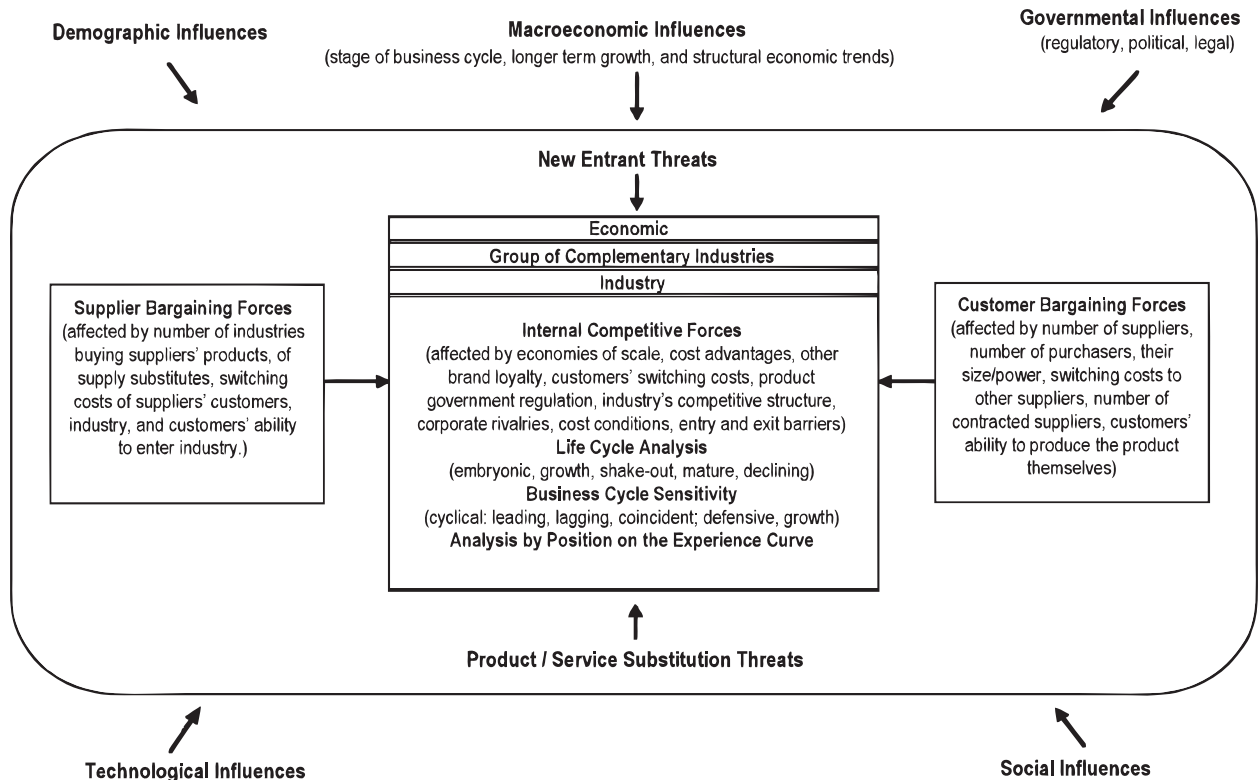 Demographic Influences
Macroeconomic Influences
(stage of business cycle, longer term growth, and structural economic trends)
Governmental Influences
(regulatory, political, legal)
New Entrant Threats
Economic
Group of Complementary Industries
Industry
Supplier Bargaining Forces
(affected by number of industries
buying suppliers' products, of
supply substitutes, switching
costs of suppliers' customers,
industry, and customers' ability
to enter industry.)
Internal Competitive Forces
(affected by economies of scale, cost advantages, other
brand loyalty, customers' switching costs, product
government regulation, industry's competitive structure,
corporate rivalries, cost conditions, entry and exit barriers)
Life Cycle Analysis
(embryonic, growth, shake-out, mature, declining)
Business Cycle Sensitivity
(cyclical: leading, lagging, coincident; defensive, growth)
Analysis by Position on the Experience Curve
Customer Bargaining Forces
(affected by number of suppliers,
number of purchasers, their
size/power, switching costs to
other suppliers, number of
contracted suppliers, customers'
ability to produce the product
themselves)
Product / Service Substitution Threats
Technological Influences
Social Influences